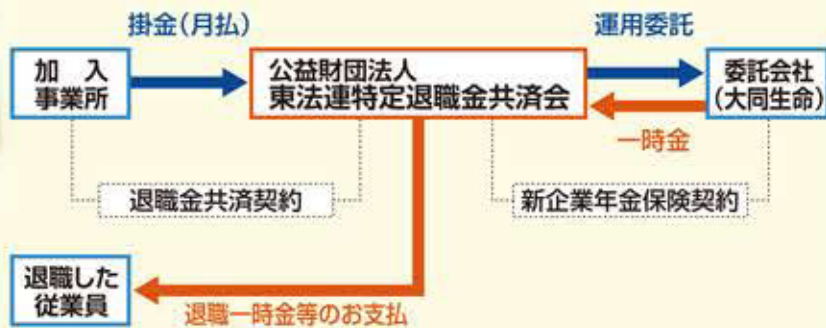 掛金(月払)
運用委託
加 入
事業所
公益財団法人
東法連特定退職金共済会
委託会社
(大同生命)
一時金
退職金共済契約
新企業年金保険契約
退職した
従業員
退職一時金等のお支払